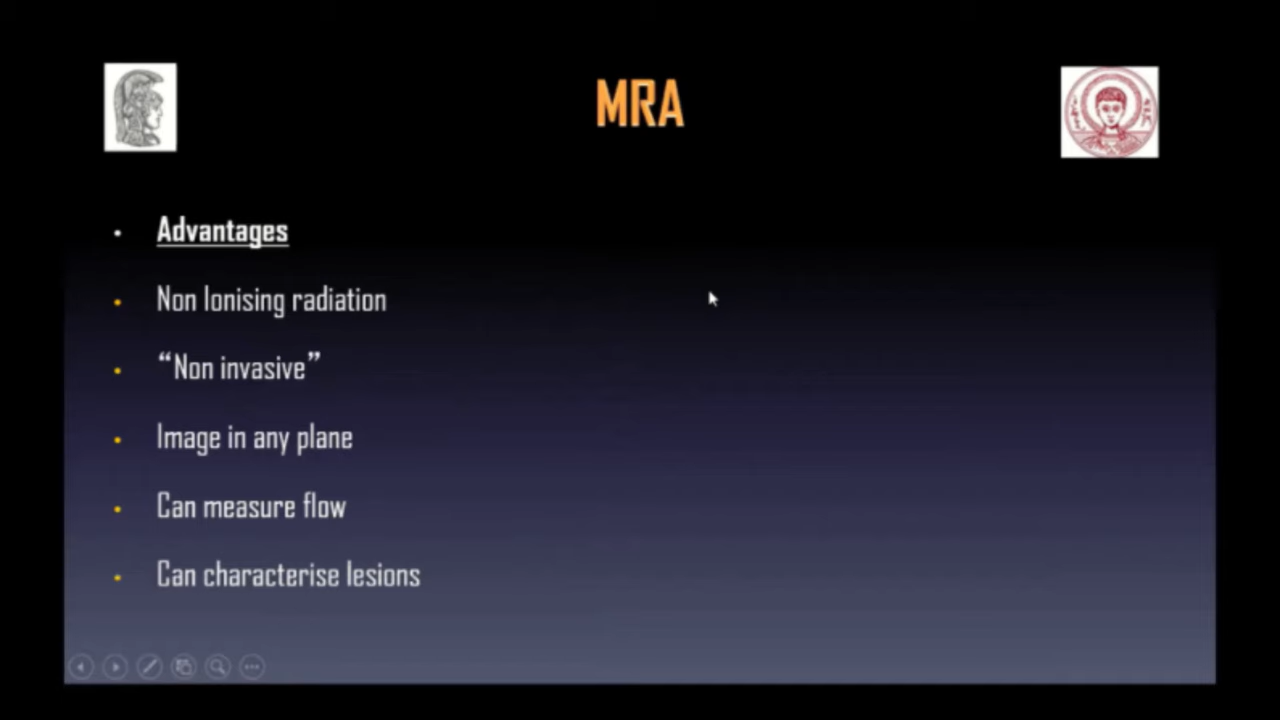 MRA
Advantages
Non Ionising radiation
“Non invasive”
Image in any plane
Can measure flow
Can characterise lesions